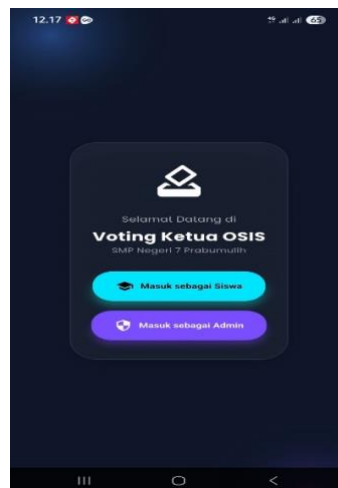 12.17
65
Selamat Datang di
Voting Ketua OSIS
SMP Negeri 7 Prabumulih
Masuk sebagai Siswa
Masuk sebagai Admin